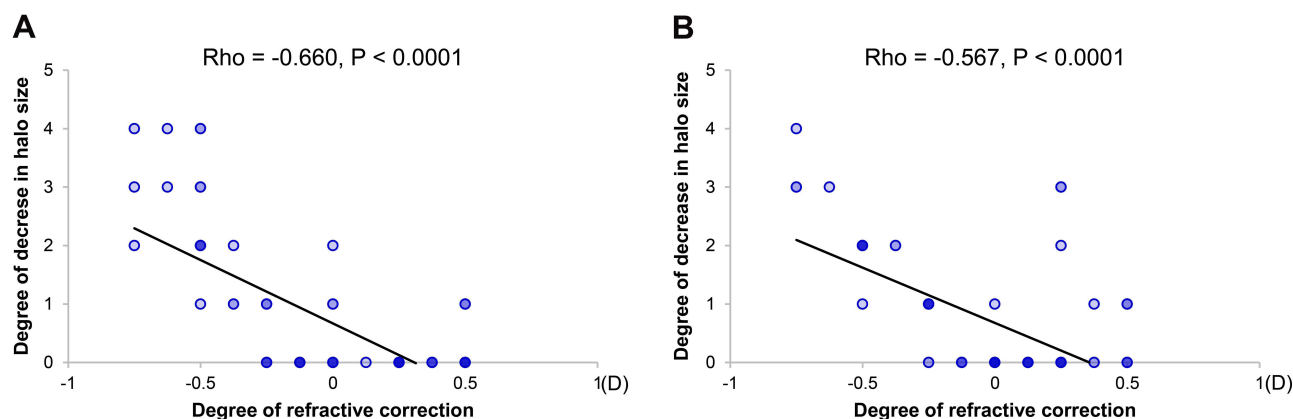 A
Rho = -0.660, P < 0.0001
Degree of decrese in halo size
5
4
3
2
1
0
-1
-0.5
0
0.5
1(D)
Degree of refractive correction
B
Rho = -0.567, P < 0.0001
Degree of decrease in halo size
5
4
3
2
1
0
-1
-0.5
0
0.5
1(D)
Degree of refractive correction